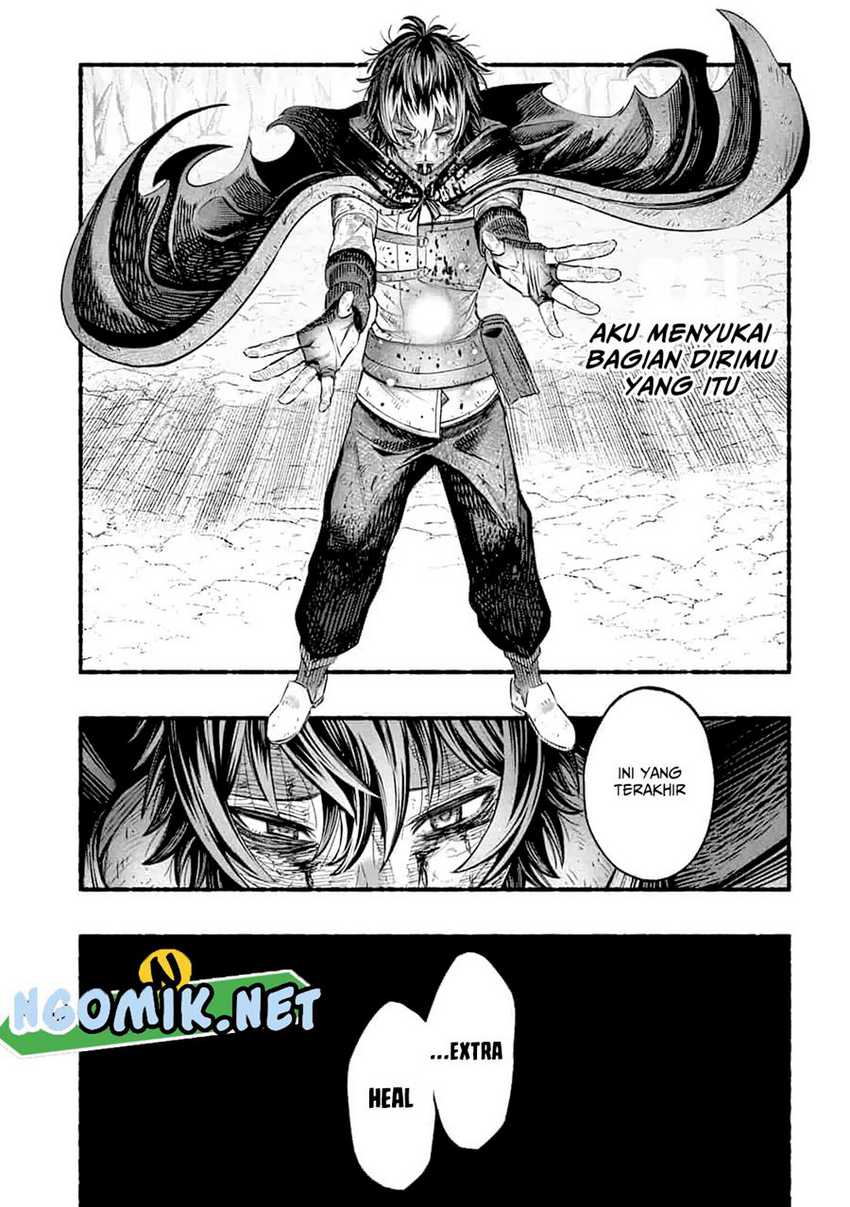 AKU MENYUKAI
BAGIAN DIRIMU
YANG ITU
INI YANG
TERAKHIR
N
NGOMIK.NET
...EXTRA
HEAL